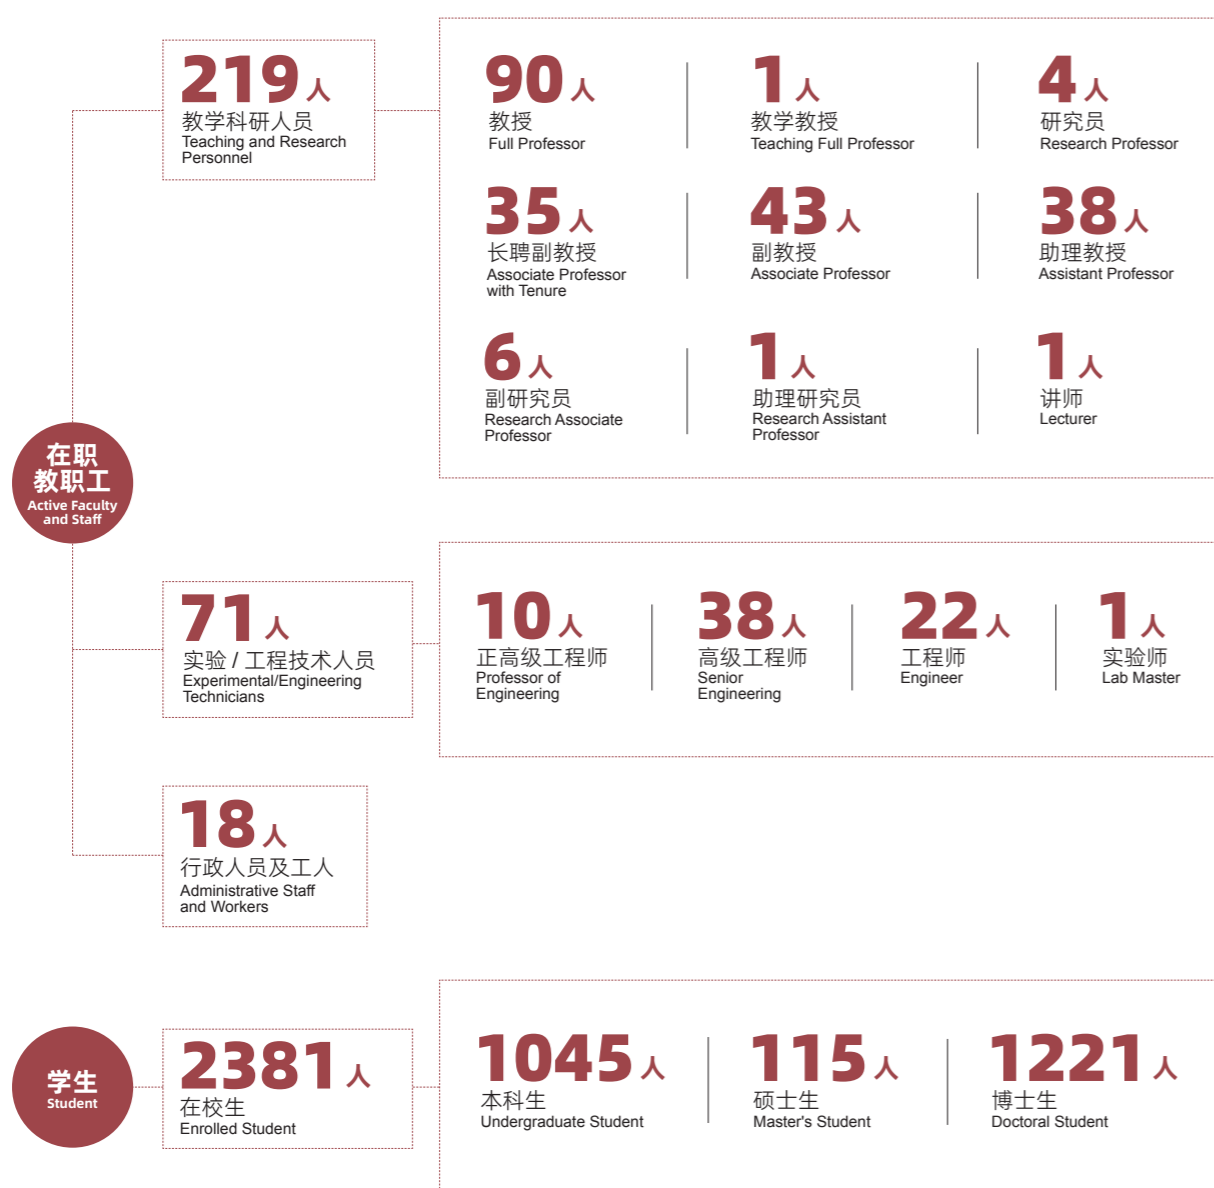 219人
教学科研人员
Teaching and Research
Personnel
90人
教授
Full Professor
1人
教学教授
Teaching Full Professor
4人
研究员
Research Professor
35人
长聘副教授
Associate Professor
with Tenure
43人
副教授
Associate Professor
38人
助理教授
Assistant Professor
6人
副研究员
Research Associate
Professor
1人
助理研究员
Research Assistant
Professor
1人
讲师
Lecturer
在职
教职工
Active Faculty
and Staff
71人
实验 / 工程技术人员
Experimental/Engineering
Technicians
10人
正高级工程师
Professor of
Engineering
38人
高级工程师
Senior
Engineering
22人
工程师
Engineer
1人
实验师
Lab Master
18人
行政人员及工人
Administrative Staff
and Workers
学生
Student
2381人
在校生
Enrolled Student
1045人
本科生
Undergraduate Student
115人
硕士生
Master's Student
1221人
博士生
Doctoral Student